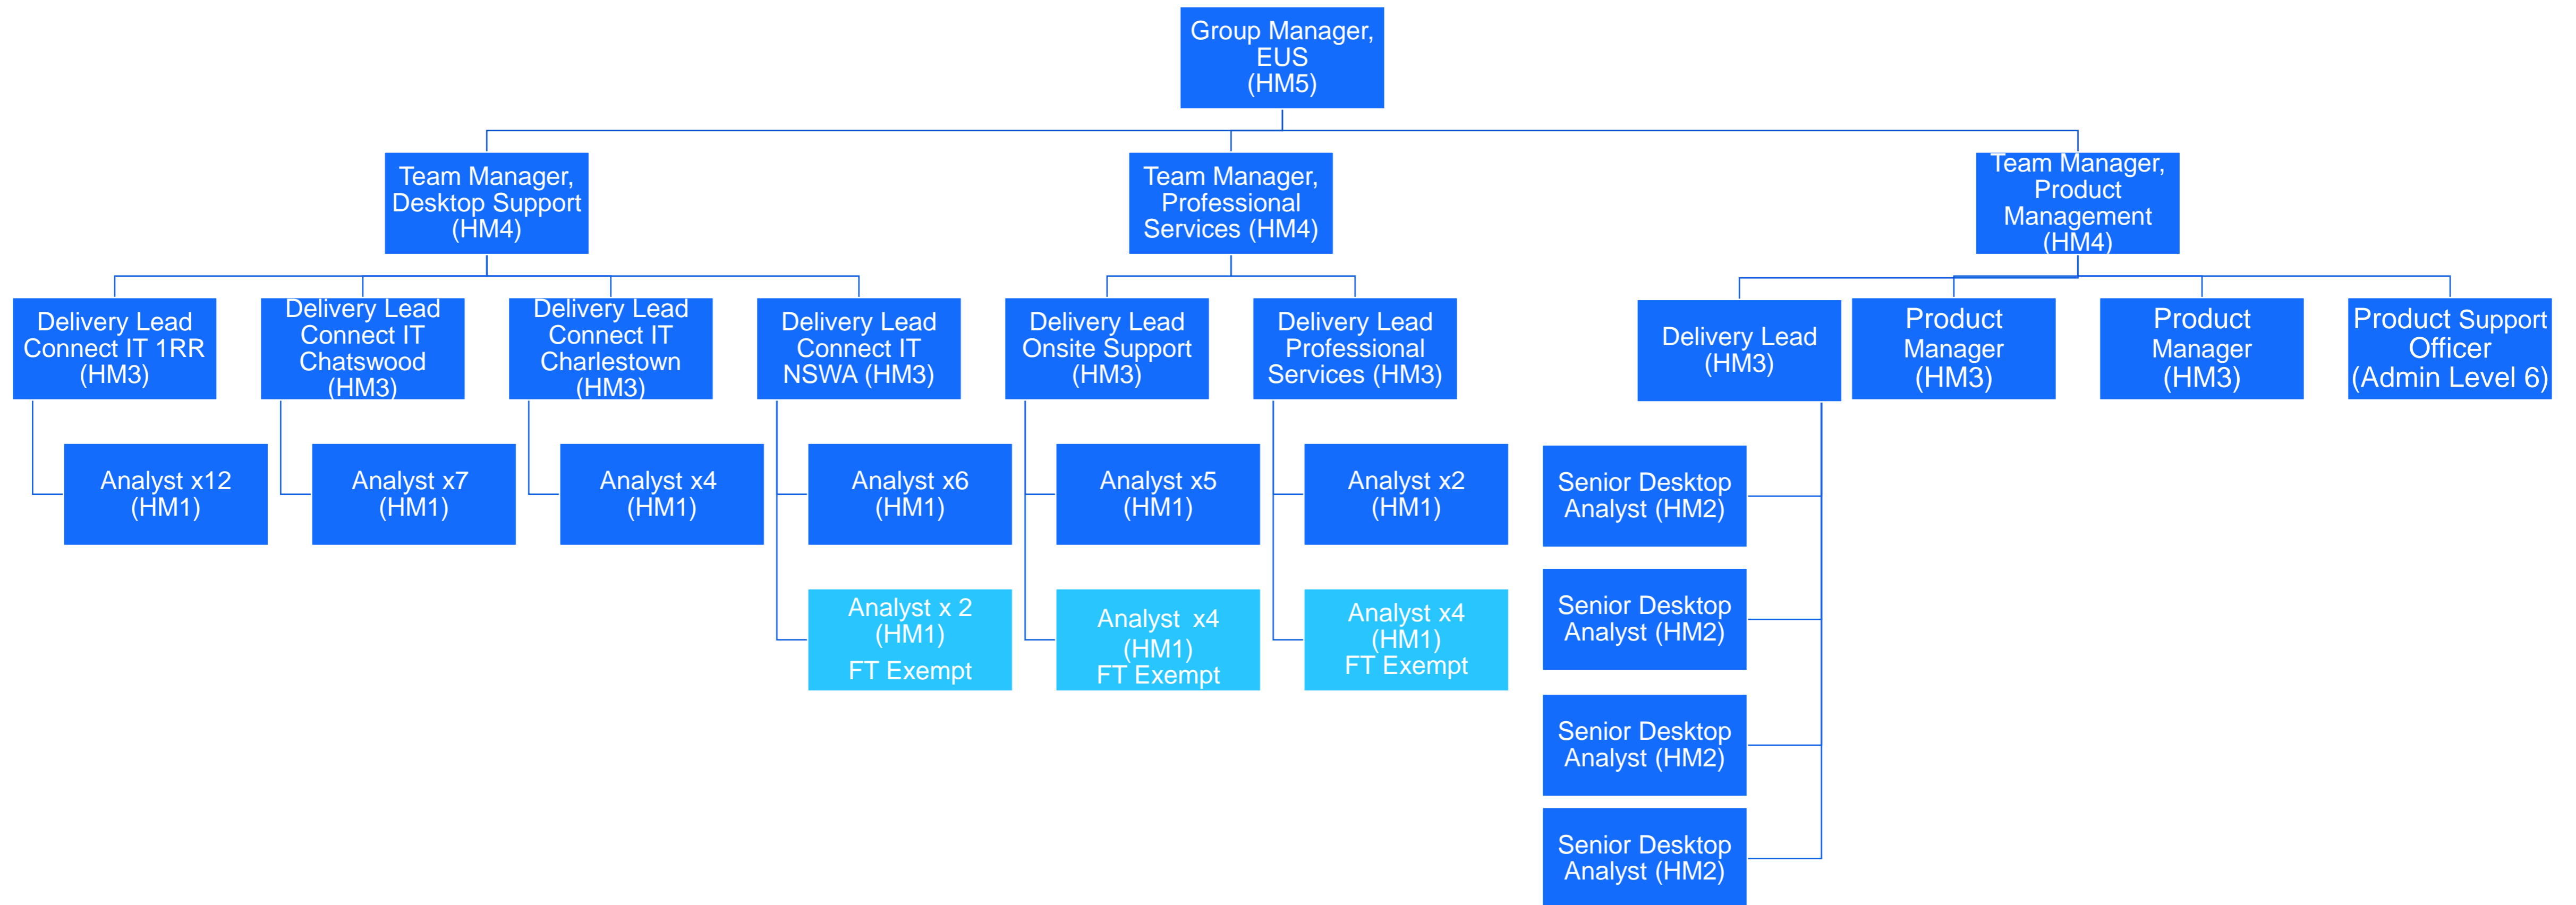 Group Manager,
EUS
(HM5)
Team Manager,
Desktop Support
(HM4)
Team Manager,
Professional
Services (HM4)
Team Manager,
Product
Management
(HM4)
Delivery Lead
Connect IT 1RR
(HM3)
Delivery Lead
Connect IT
Chatswood
(HM3)
Delivery Lead
Connect IT
Charlestown
(HM3)
Delivery Lead
Connect IT
NSWA (HM3)
Delivery Lead
Onsite Support
(HM3)
Delivery Lead
Professional
Services (HM3)
Delivery Lead
(HM3)
Product
Manager
(HM3)
Product
Manager
(HM3)
Product Support
Officer
(Admin Level 6)
Analyst x12
(HM1)
Analyst x7
(HM1)
Analyst x4
(HM1)
Analyst x6
(HM1)
Analyst x5
(HM1)
Analyst x2
(HM1)
Senior Desktop
Analyst (HM2)
Analyst x 2
(HM1)
FT Exempt
Analyst  x4
(HM1)
FT Exempt
Analyst x4
(HM1)
FT Exempt
Senior Desktop
Analyst (HM2)
Senior Desktop
Analyst (HM2)
Senior Desktop
Analyst (HM2)